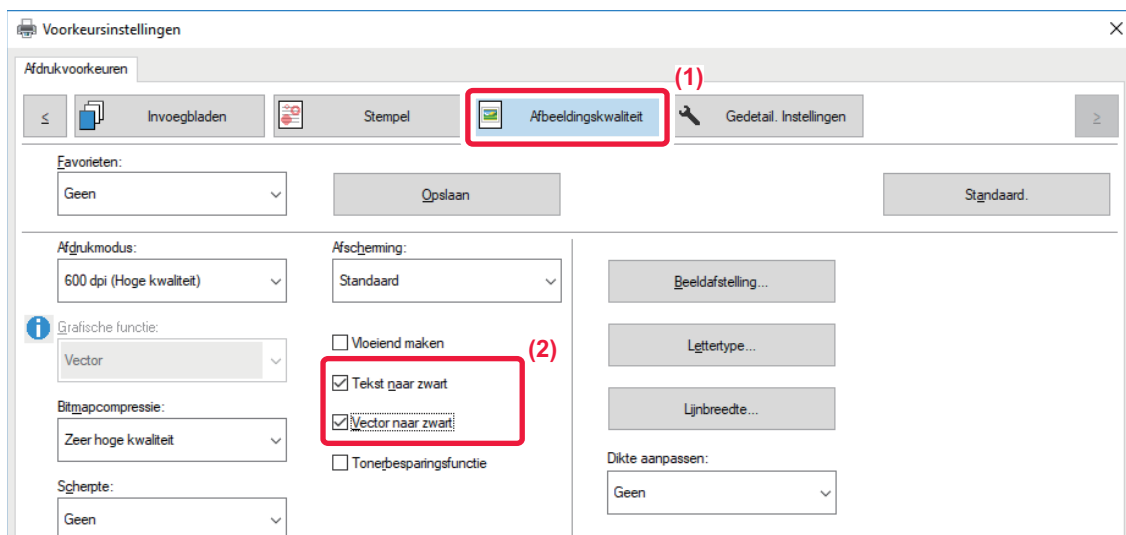 Voorkeursinstellingen
Afdrukvoorkeuren
(1)
< Invoegbladen Stempel Afbeeldingskwaliteit Gedetail. Instellingen >
Favorieten:
Geen Opslaan Standaard.
Afdrukmodus: Afscherming:
600 dpi (Hoge kwaliteit) Standaard Beeldafstelling...
Grafische functie:
Vloeiend maken (2) Lettertype...
Vector
Tekst naar zwart
Bitmapcompressie:
Vector naar zwart Lijnbreedte...
Zeer hoge kwaliteit
Tonerbesparingsfunctie Dikte aanpassen:
Scherpte:
Geen Geen